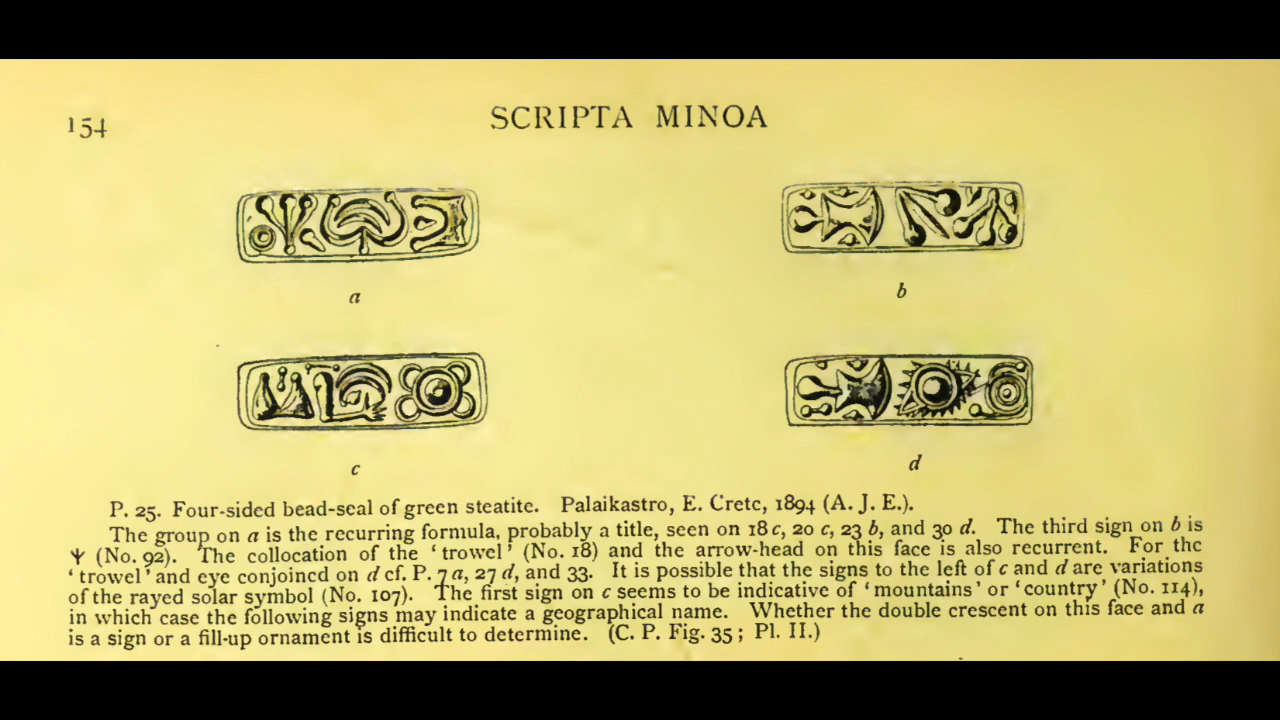 154
SCRIPTA MINOA
a
b
c
d
P. 25. Four-sided bead-seal of green steatite. Palaikastro, E. Crete, 1894 (A. J. E.).
The group on a is the recurring formula, probably a title, seen on 18 c, 20 c, 23 b, and 30 d. The third sign on b is
(No. 92). The collocation of the ‘trowel’ (No. 18) and the arrow-head on this face is also recurrent. For the
‘trowel’ and eye conjoined on d cf. P. 7 a, 27 d, and 33. It is possible that the signs to the left of c and d are variations
of the rayed solar symbol (No. 107). The first sign on c seems to be indicative of ‘mountains’ or ‘country’ (No. 114),
in which case the following signs may indicate a geographical name. Whether the double crescent on this face and a
is a sign or a fill-up ornament is difficult to determine. (C. P. Fig. 35; Pl. II.)